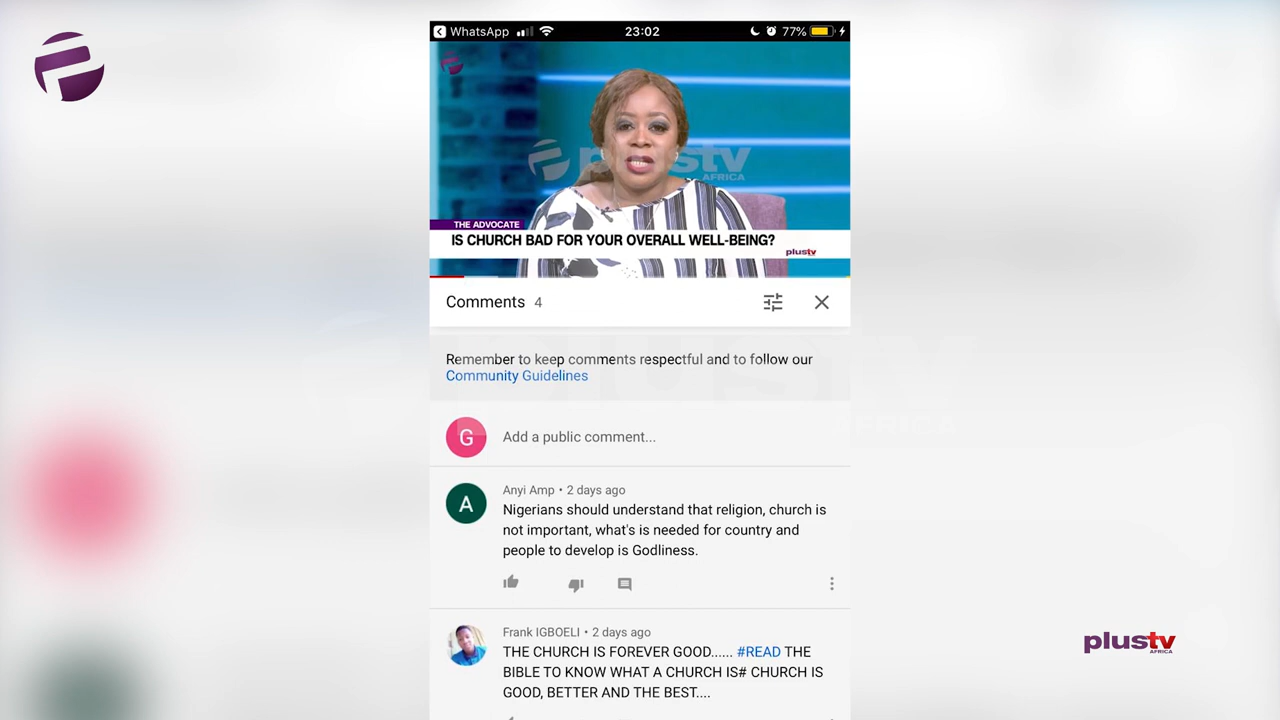 WhatsApp 23:02 77%
plustv
AFRICA
THE ADVOCATE
IS CHURCH BAD FOR YOUR OVERALL WELL-BEING?
plustv
Comments 4
Remember to keep comments respectful and to follow our
Community Guidelines
G
Add a public comment...
A
Anyi Amp • 2 days ago
Nigerians should understand that religion, church is
not important, what's is needed for country and
people to develop is Godliness.
Frank IGBOELI • 2 days ago
THE CHURCH IS FOREVER GOOD...... #READ THE
BIBLE TO KNOW WHAT A CHURCH IS# CHURCH IS
GOOD, BETTER AND THE BEST....
plustv
AFRICA